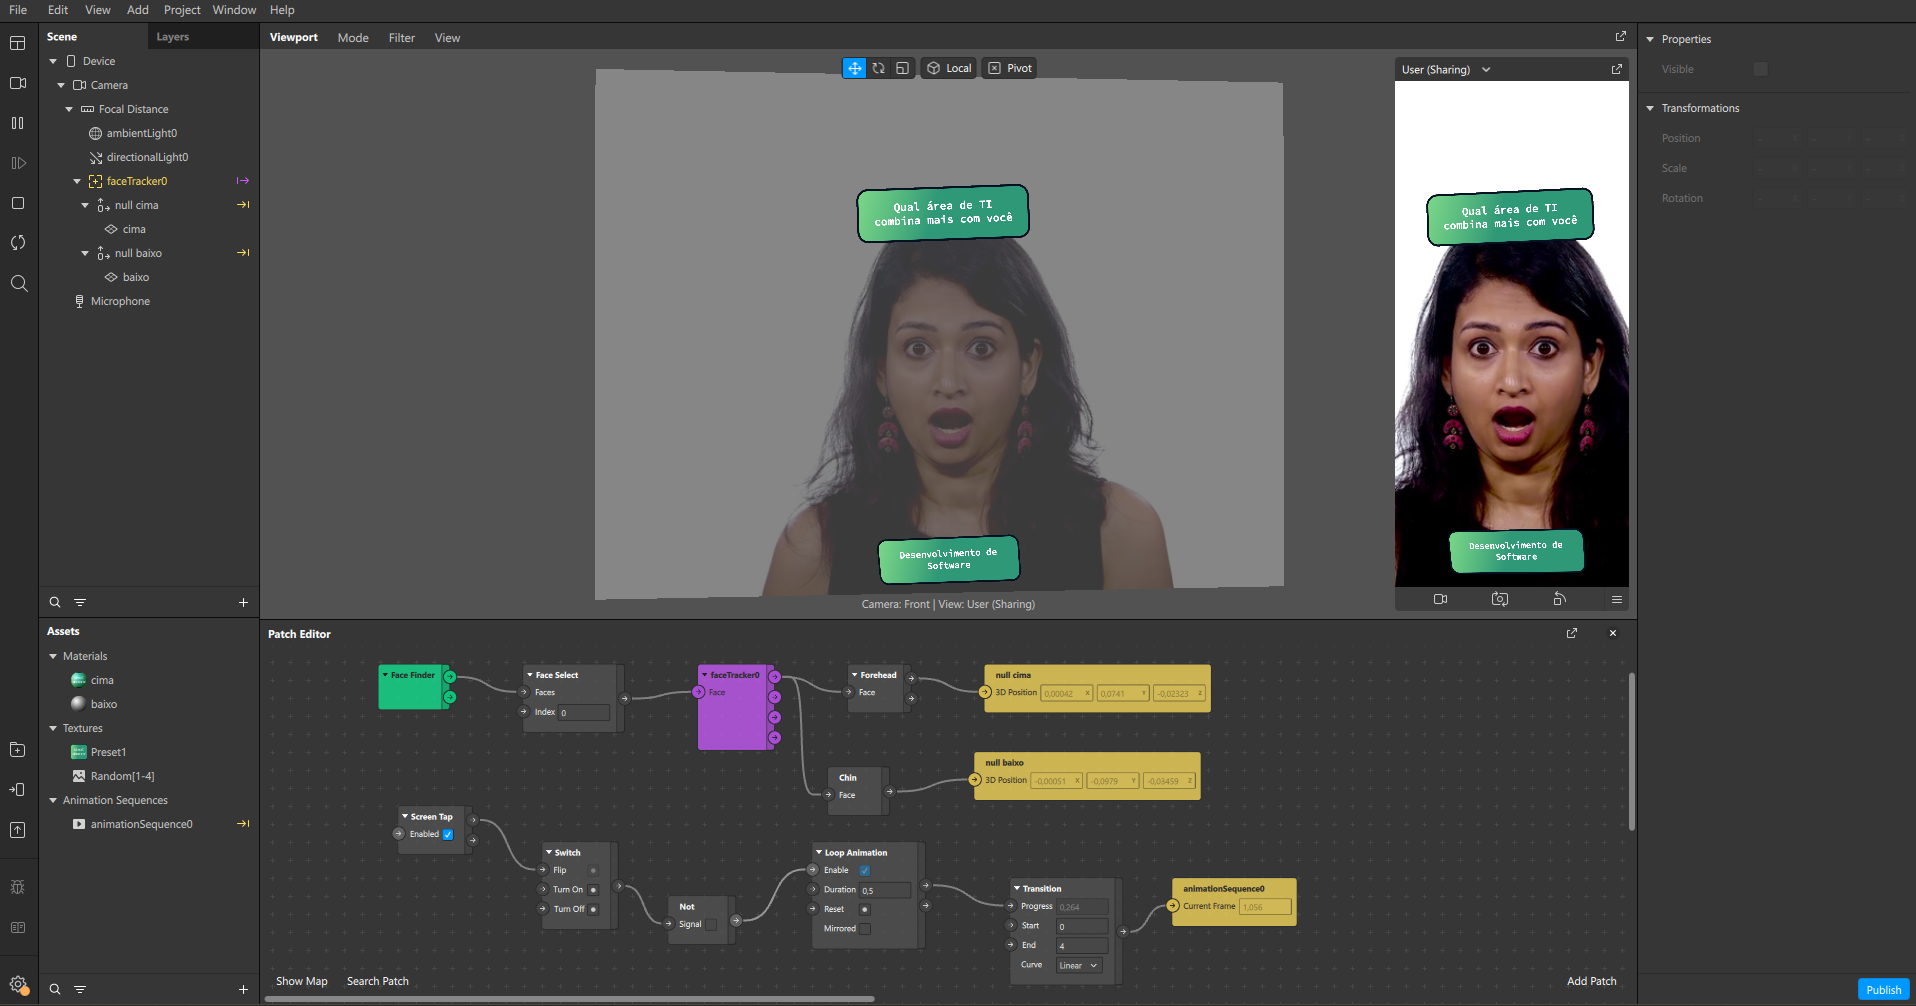 File Edit View Add Project Window Help
Scene
Layers
Device
Camera
Focal Distance
ambientLight0
directionalLight0
faceTracker0
null cima
cima
null baixo
baixo
Microphone
Assets
Materials
cima
baixo
Textures
Preset1
Random[1-4]
Animation Sequences
animationSequence0
Viewport Mode Filter View
Local
Pivot
Qual área de TI
combina mais com você
Desenvolvimento de
Software
Camera: Front | View: User (Sharing)
User (Sharing)
Qual área de TI
combina mais com você
Desenvolvimento de
Software
Properties
Visible
Transformations
Position
Scale
Rotation
Patch Editor
Face Finder
Face Select
Faces
Index 0
faceTracker0
Face
Forehead
Face
null cima
3D Position 0,00042 X 0,0741 Y -0,02323 Z
Chin
Face
null baixo
3D Position -0,00051 X -0,0979 Y -0,03459 Z
Screen Tap
Enabled
Switch
Flip
Turn On
Turn Off
Not
Signal
Loop Animation
Enable
Duration 0,5
Reset
Mirrored
Transition
Progress 0,264
Start 0
End 4
Curve Linear
animationSequence0
Current Frame 1,056
Show Map
Search Patch
Add Patch
Publish